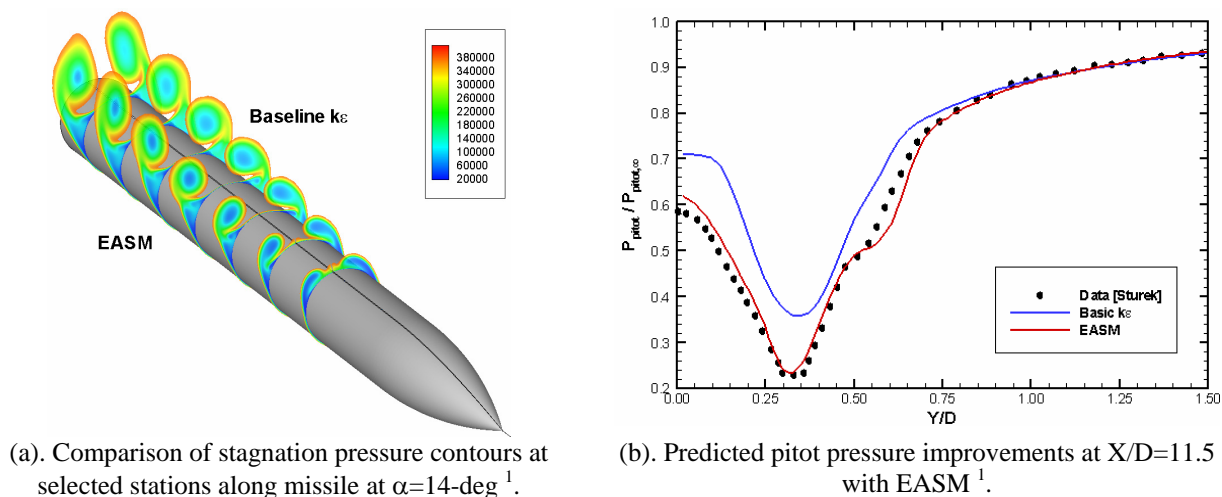 380000
340000
300000
260000
220000
180000
140000
100000
60000
20000
Baseline kε
EASM
(a). Comparison of stagnation pressure contours at
selected stations along missile at α=14-deg ¹.
1.0
0.9
0.8
0.7
0.6
0.5
0.4
0.3
0.2
P_pitot / P_pitot,∞
Data [Sturek]
Basic kε
EASM
0.00 0.25 0.50 0.75 1.00 1.25 1.50
Y/D
(b). Predicted pitot pressure improvements at X/D=11.5
with EASM ¹.